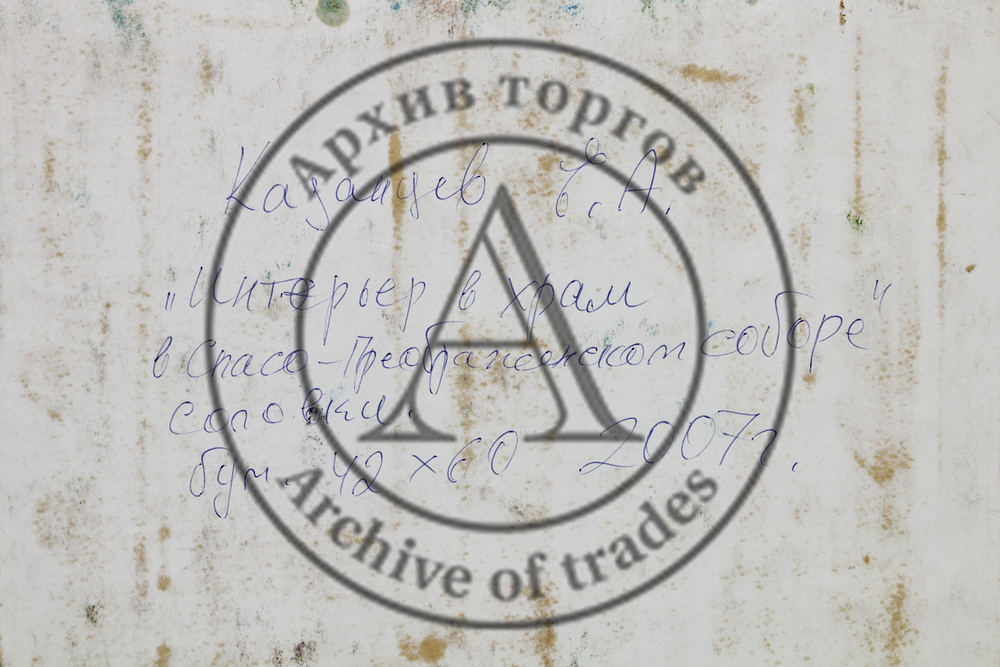 Архив торгов
Казанцев Е.А.
„Интерьер в храм
в Спасо-Преображенском соборе"
соловки.
бум. 42 × 60 2007г.
Archive of trades